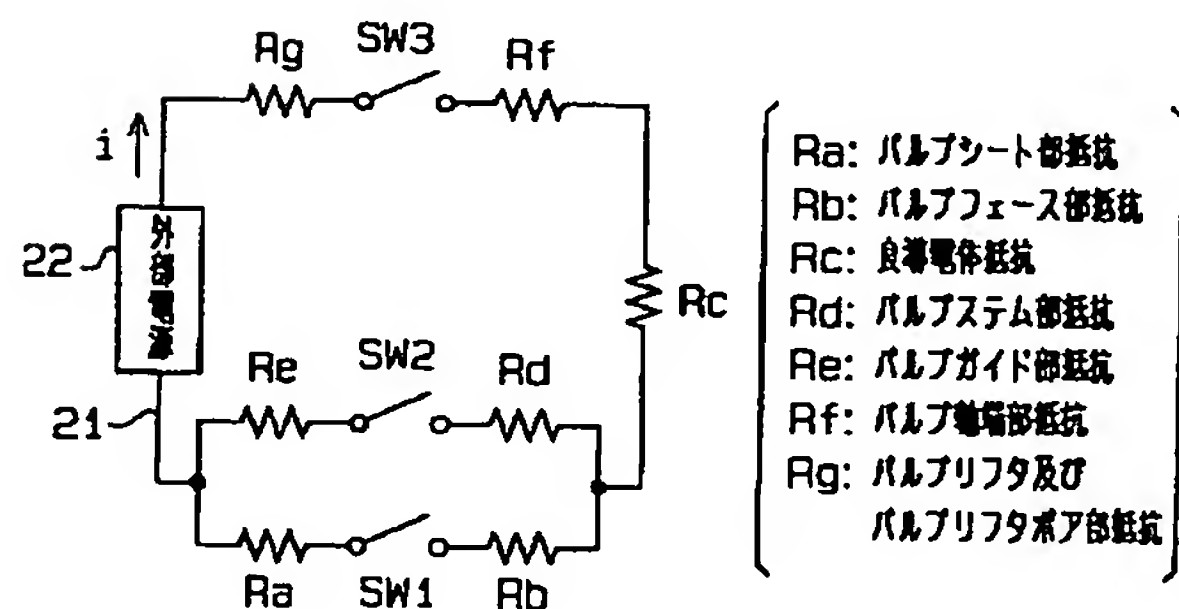 Rg SW3 Rf
i
22 外部電源
Rc
21 Re SW2 Rd
Ra SW1 Rb
Ra: バルブシート部抵抗
Rb: バルブフェース部抵抗
Rc: 良導電体抵抗
Rd: バルブステム部抵抗
Re: バルブガイド部抵抗
Rf: バルブ軸端部抵抗
Rg: バルブリフタ及び
バルブリフタボア部抵抗